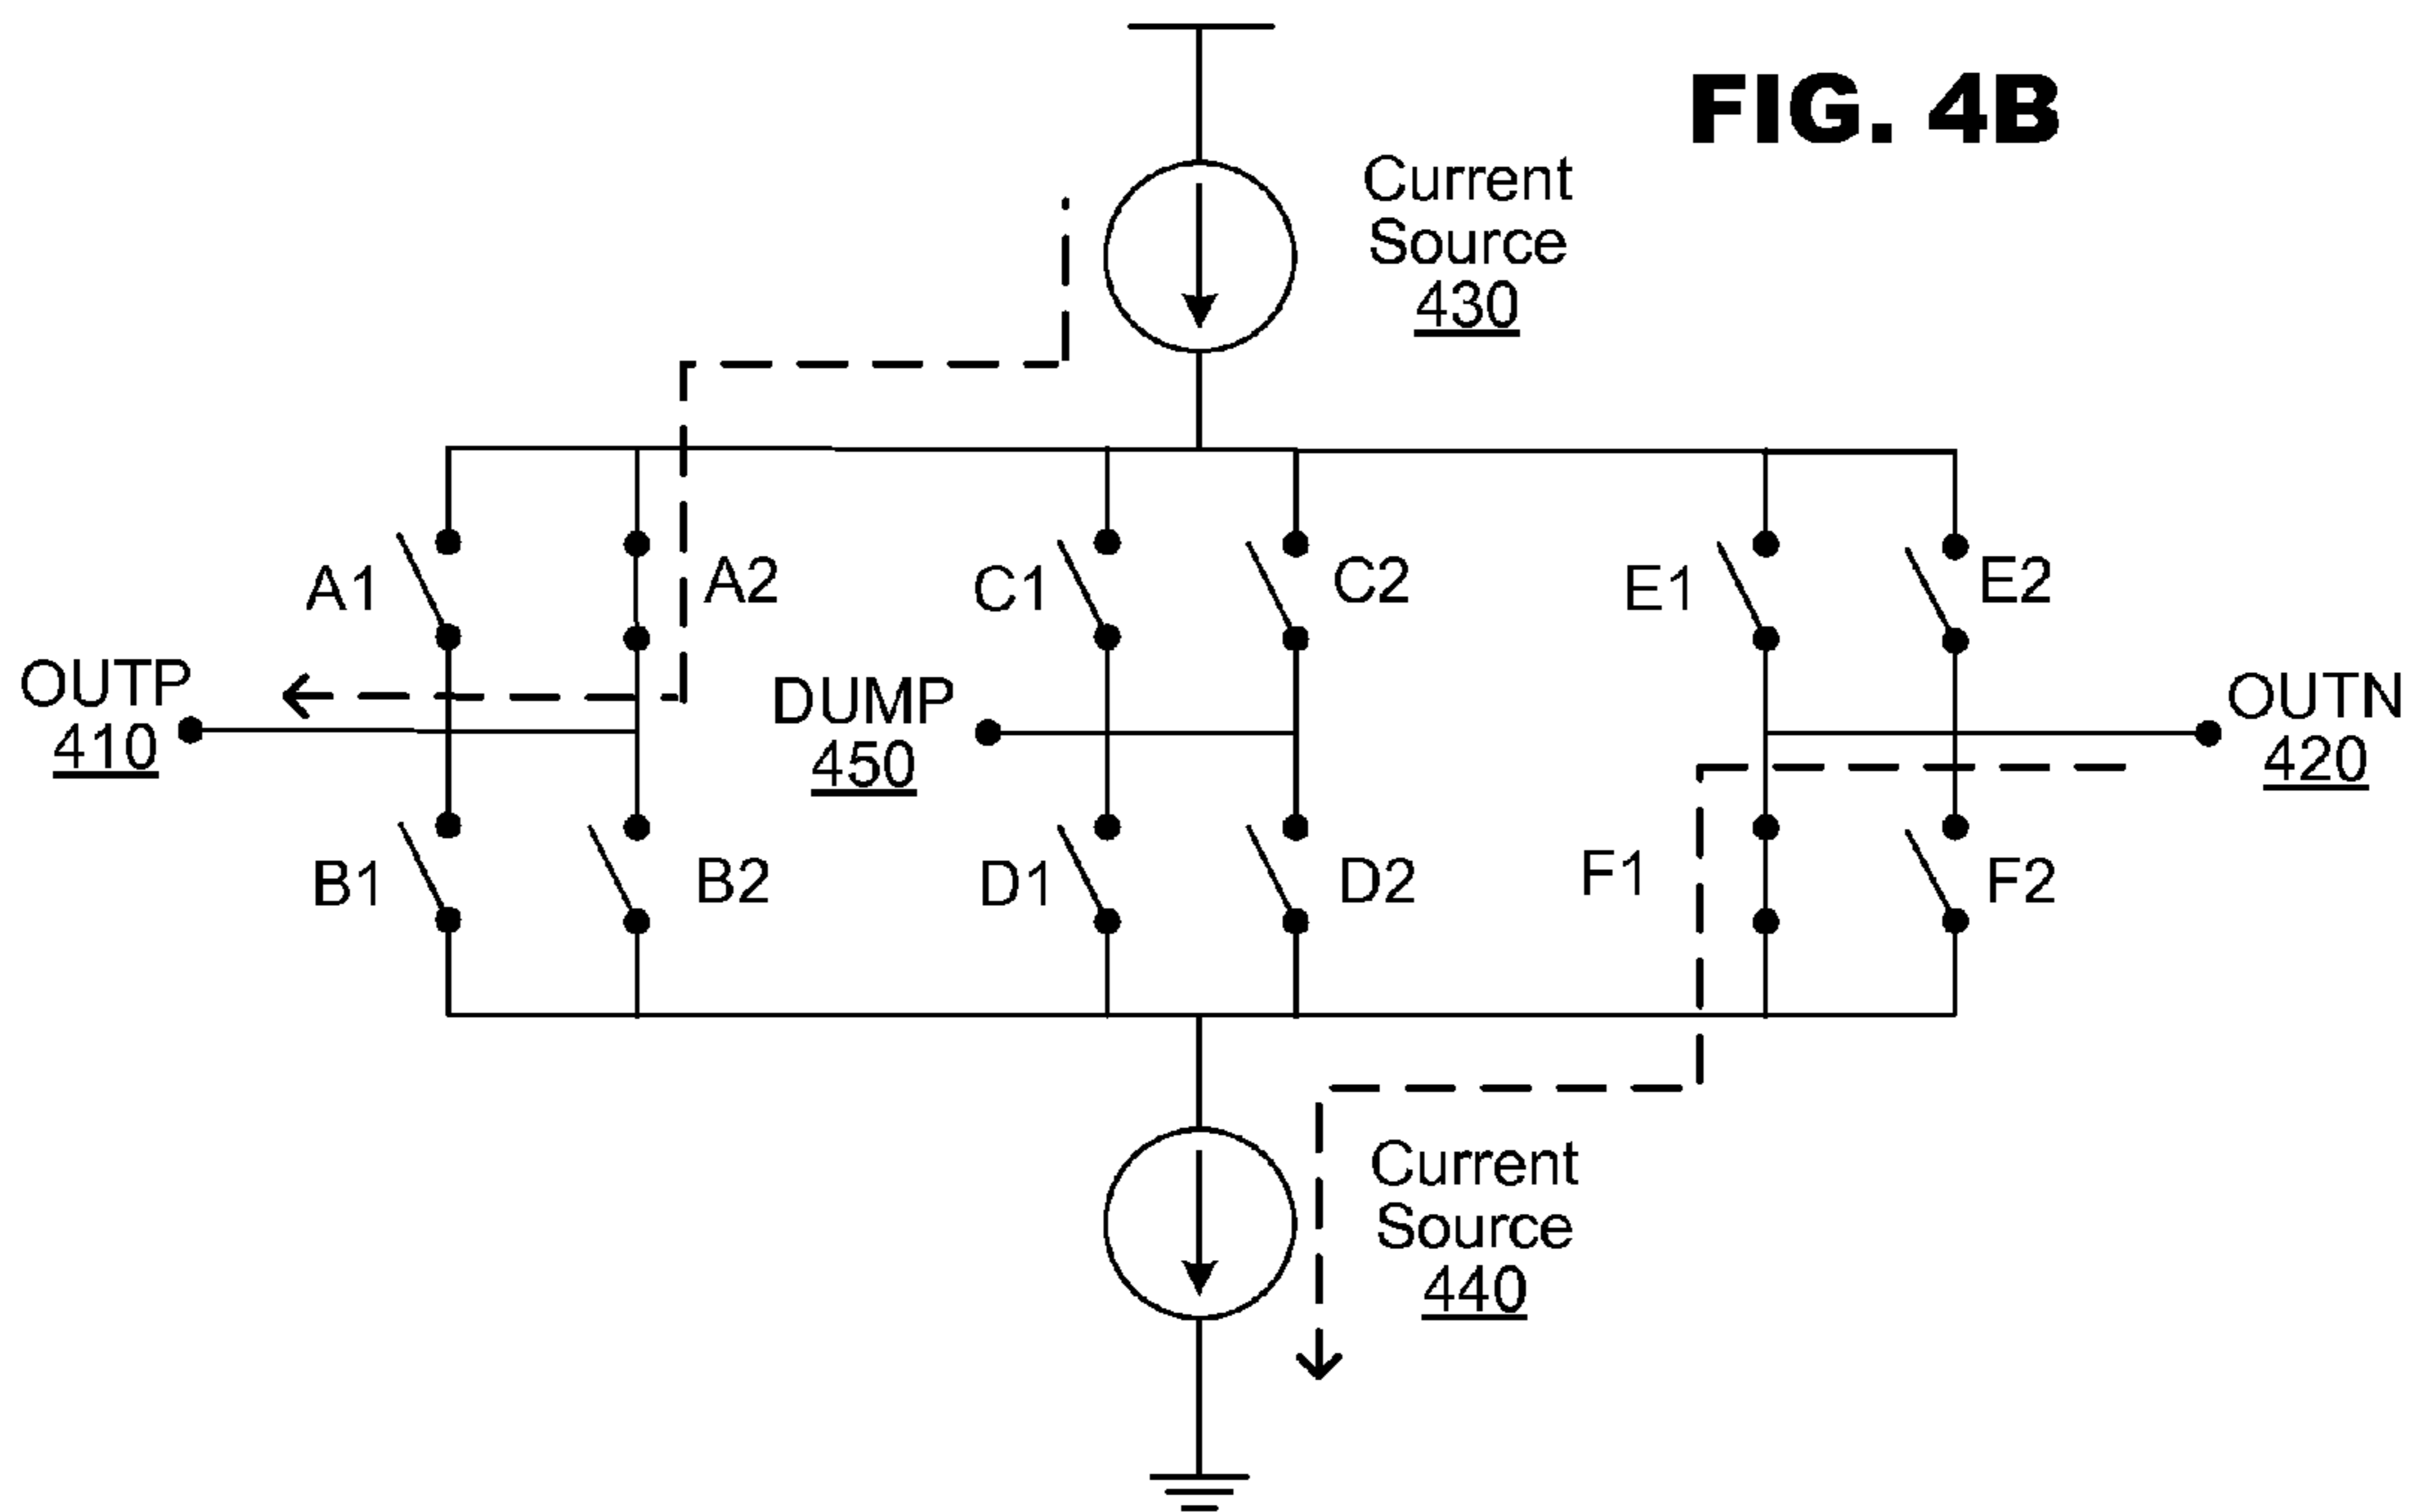 FIG. 4B
Current
Source
430
A1
A2
C1
C2
E1
E2
OUTP
410
DUMP
450
OUTN
420
B1
B2
D1
D2
F1
F2
Current
Source
440